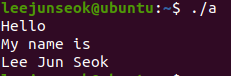 leejunseok@ubuntu:~$ ./a
Hello
My name is
Lee Jun Seok